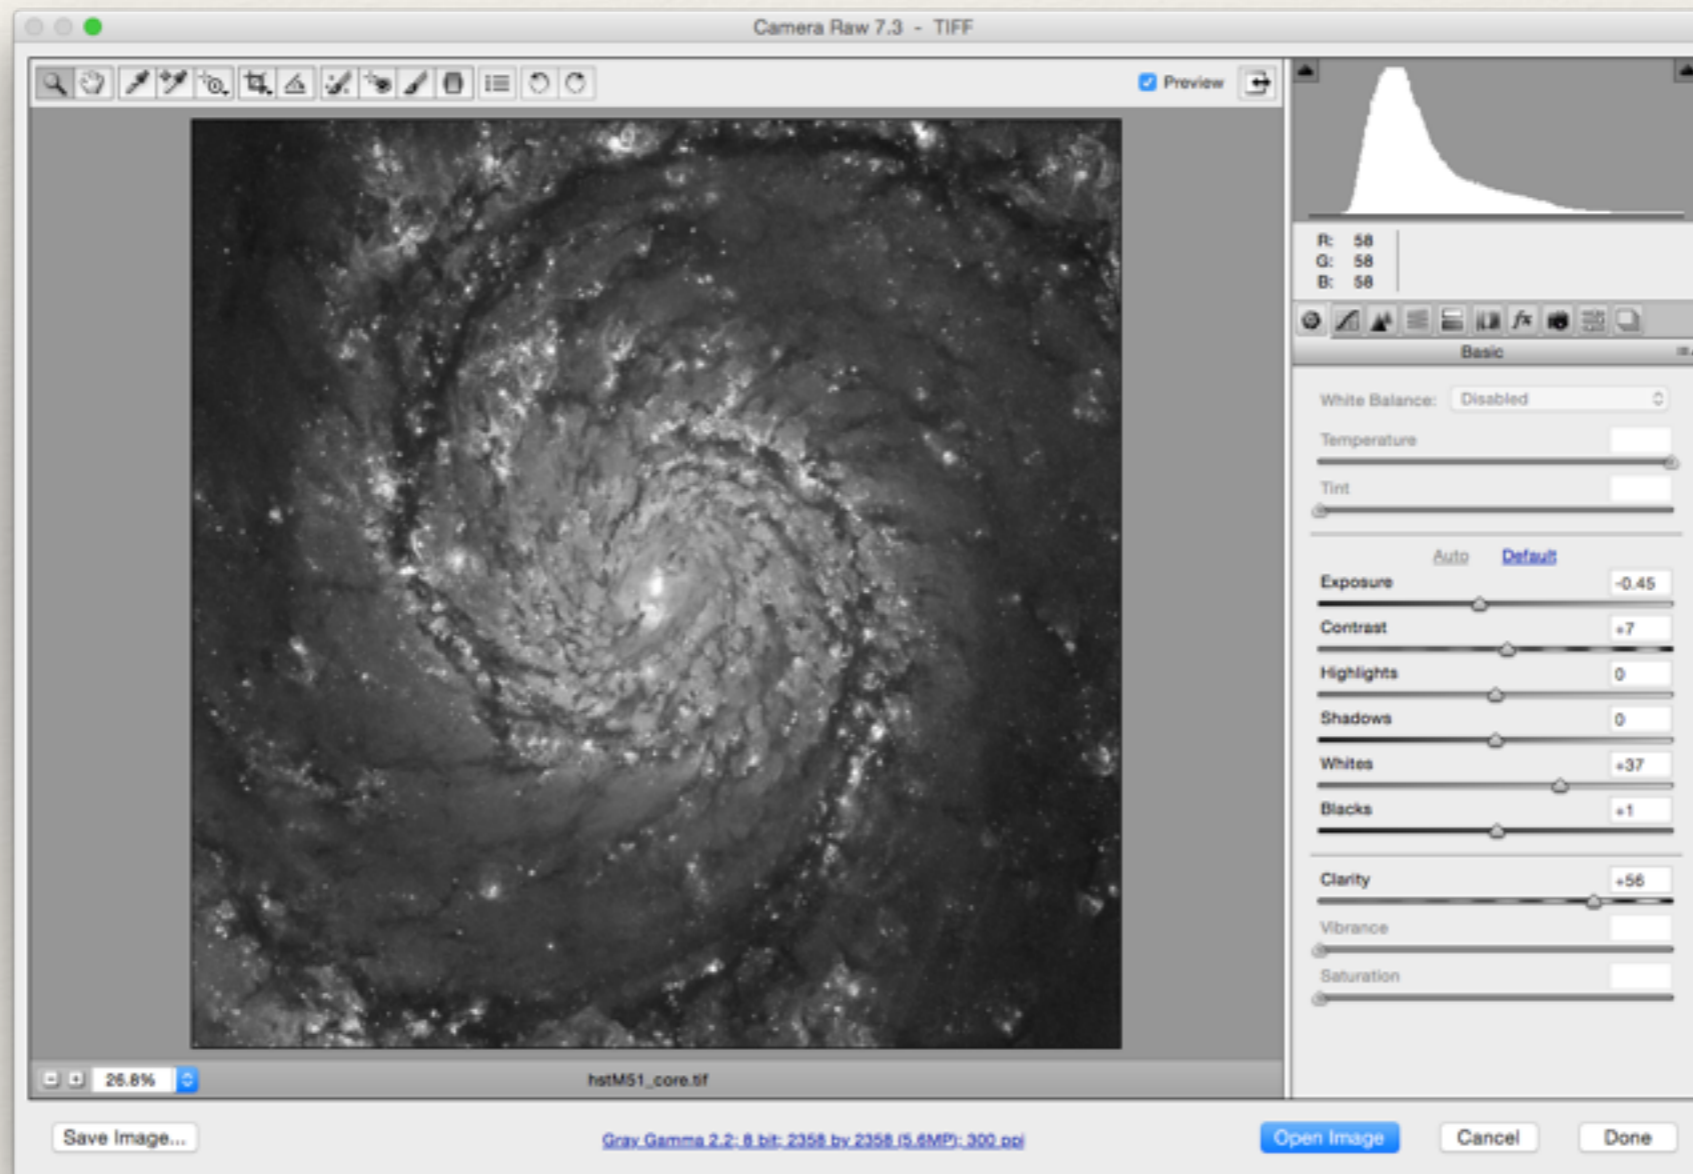 Camera Raw 7.3 - TIFF
Preview
R: 58
G: 58
B: 58
fx
Basic
White Balance: Disabled
Temperature
Tint
Auto Default
Exposure -0.45
Contrast +7
Highlights 0
Shadows 0
Whites +37
Blacks +1
Clarity +56
Vibrance
Saturation
26.8% hstM51_core.tif
Save Image... Gray Gamma 2.2; 8 bit; 2358 by 2358 (5.6MP); 300 ppi Open Image Cancel Done